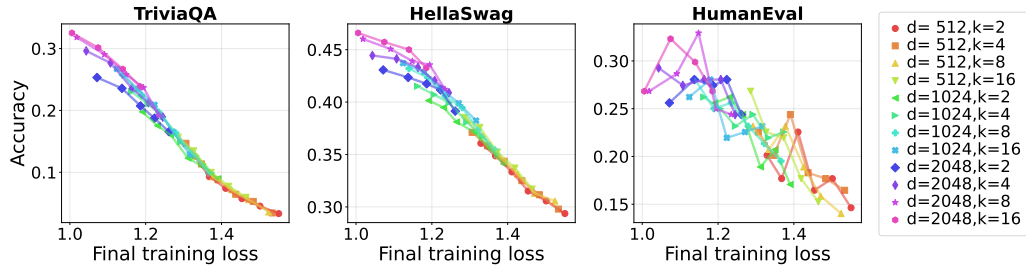 TriviaQA
0.3
0.2
0.1
1.0
1.2
1.4
Accuracy
Final training loss
HellaSwag
0.45
0.40
0.35
0.30
1.0
1.2
1.4
Final training loss
HumanEval
0.30
0.25
0.20
0.15
1.0
1.2
1.4
Final training loss
d= 512,k=2
d= 512,k=4
d= 512,k=8
d= 512,k=16
d=1024,k=2
d=1024,k=4
d=1024,k=8
d=1024,k=16
d=2048,k=2
d=2048,k=4
d=2048,k=8
d=2048,k=16